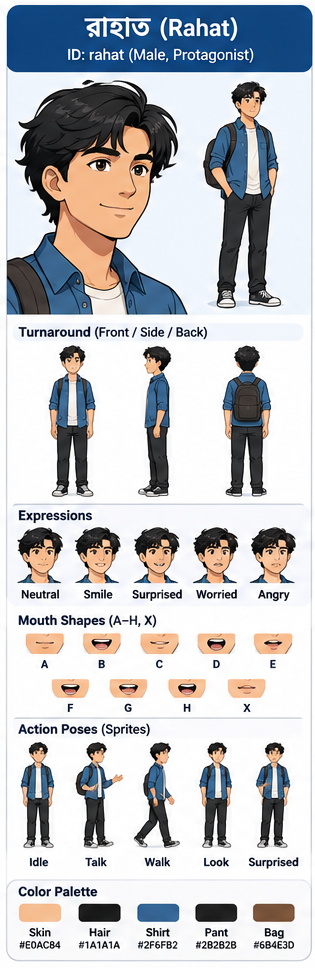 রাহাত (Rahat)
ID: rahat (Male, Protagonist)
Turnaround (Front / Side / Back)
Expressions
Neutral Smile Surprised Worried Angry
Mouth Shapes (A–H, X)
A B C D E
F G H X
Action Poses (Sprites)
Idle Talk Walk Look Surprised
Color Palette
Skin Hair Shirt Pant Bag
#E0AC84 #1A1A1A #2F6FB2 #2B2B2B #6B4E3D